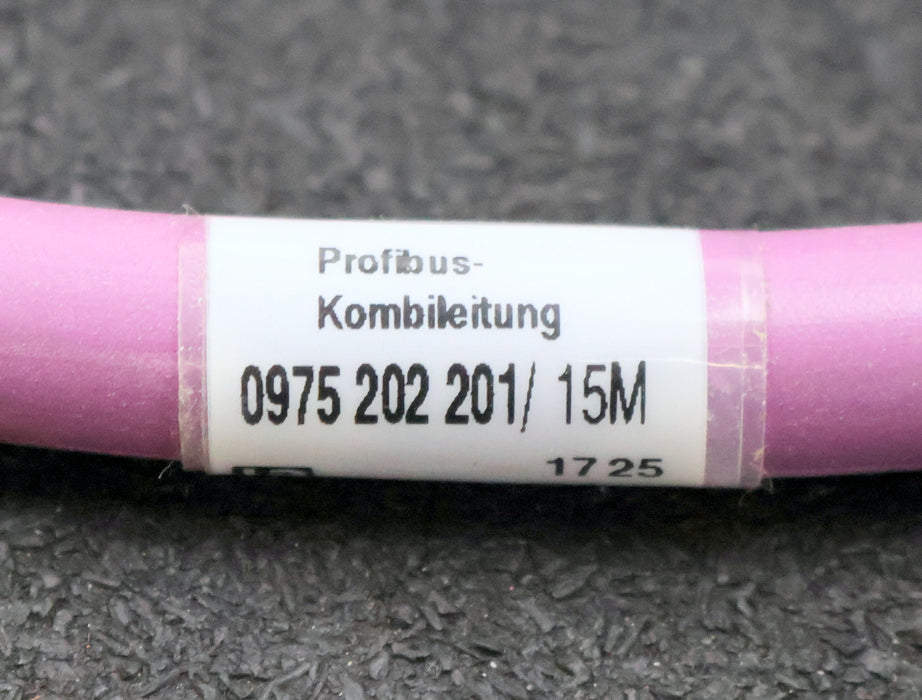 Profibus-
Kombileitung
0975 202 201/ 15M
1725